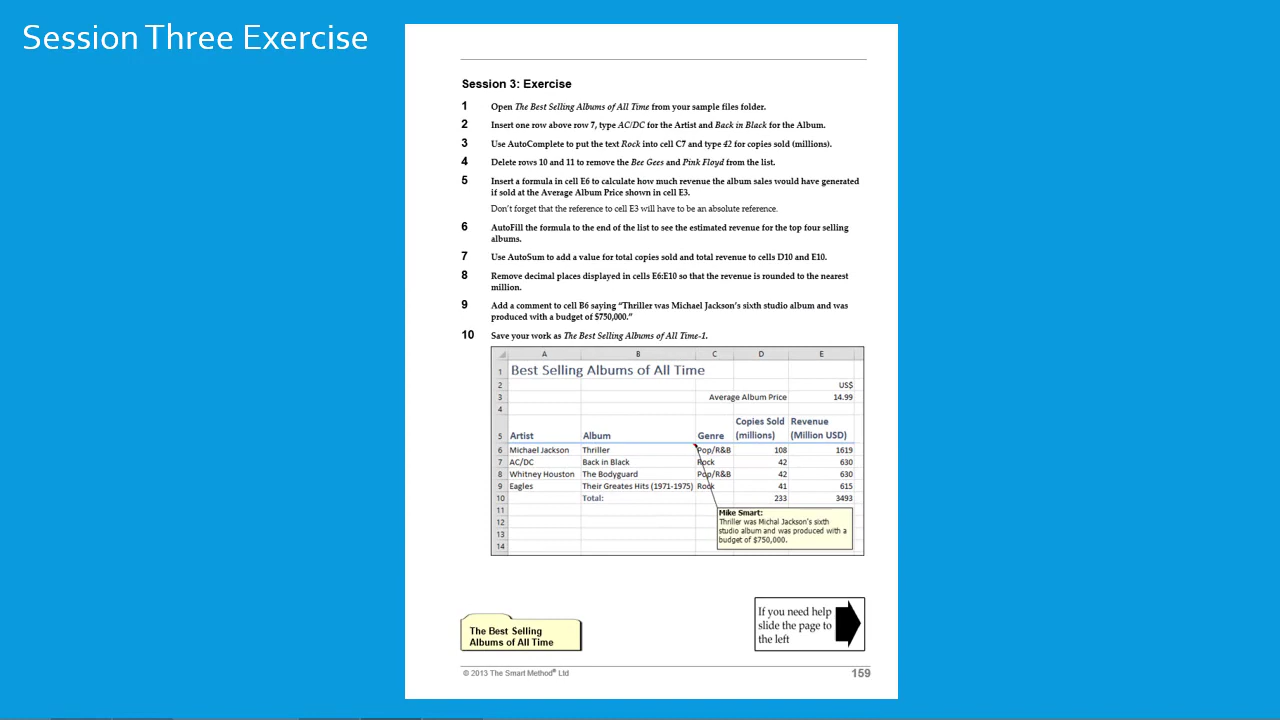 Session Three Exercise
Session 3: Exercise
1 Open The Best Selling Albums of All Time from your sample files folder.
2 Insert one row above row 7, type AC/DC for the Artist and Back in Black for the Album.
3 Use AutoComplete to put the text Rock into cell C7 and type 42 for copies sold (millions).
4 Delete rows 10 and 11 to remove the Bee Gees and Pink Floyd from the list.
5 Insert a formula in cell E6 to calculate how much revenue the album sales would have generated
if sold at the Average Album Price shown in cell E3.
Don't forget that the reference to cell E3 will have to be an absolute reference.
6 AutoFill the formula to the end of the list to see the estimated revenue for the top four selling
albums.
7 Use AutoSum to add a value for total copies sold and total revenue to cells D10 and E10.
8 Remove decimal places displayed in cells E6:E10 so that the revenue is rounded to the nearest
million.
9 Add a comment to cell B6 saying “Thriller was Michael Jackson's sixth studio album and was
produced with a budget of $750,000.”
10 Save your work as The Best Selling Albums of All Time-1.
A B C D E
1 Best Selling Albums of All Time
2 US$
3 Average Album Price 14.99
4
Copies Sold Revenue
5 Artist Album Genre (millions) (Million USD)
6 Michael Jackson Thriller Pop/R&B 108 1619
7 AC/DC Back in Black Rock 42 630
8 Whitney Houston The Bodyguard Pop/R&B 42 630
9 Eagles Their Greates Hits (1971-1975) Rock 41 615
10 Total: 233 3493
11
12
13
14
Mike Smart:
Thriller was Michal Jackson's sixth
studio album and was produced with a
budget of $750,000.
The Best Selling
Albums of All Time
If you need help
slide the page to
the left
© 2013 The Smart Method® Ltd
159